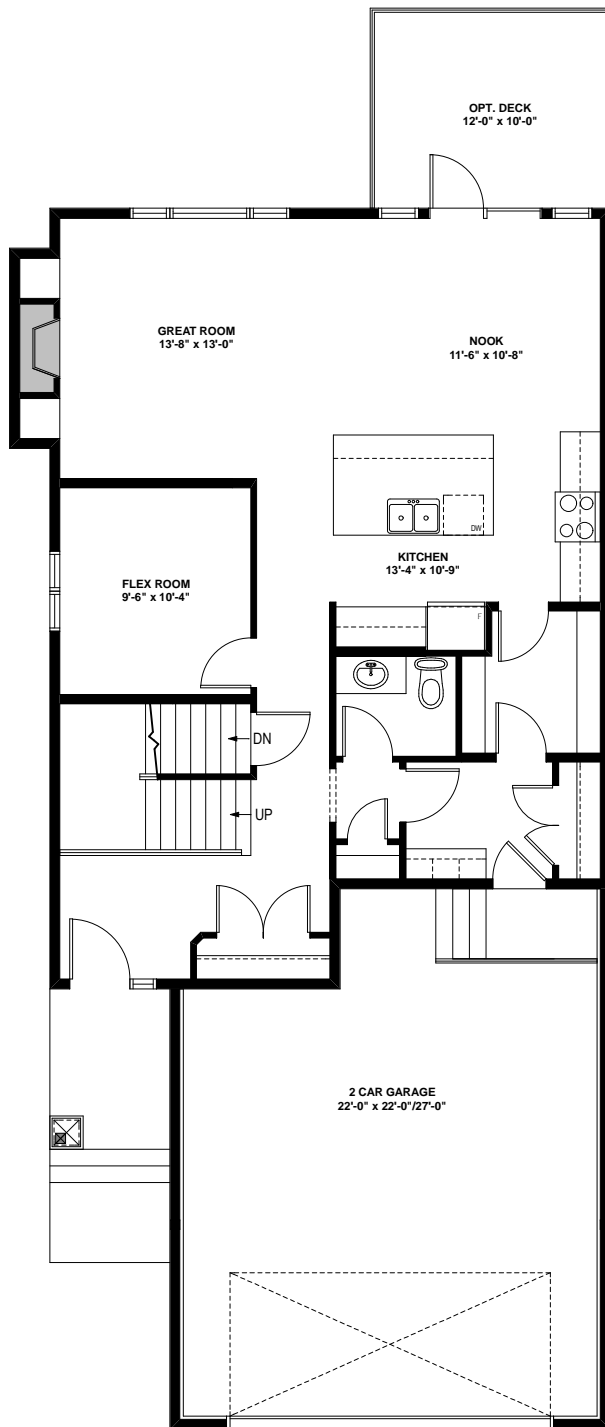 OPT. DECK
12'-0" x 10'-0"
GREAT ROOM
13'-8" x 13'-0"
NOOK
11'-6" x 10'-8"
DW
KITCHEN
13'-4" x 10'-9"
FLEX ROOM
9'-6" x 10'-4"
F
DN
UP
2 CAR GARAGE
22'-0" x 22'-0"/27'-0"